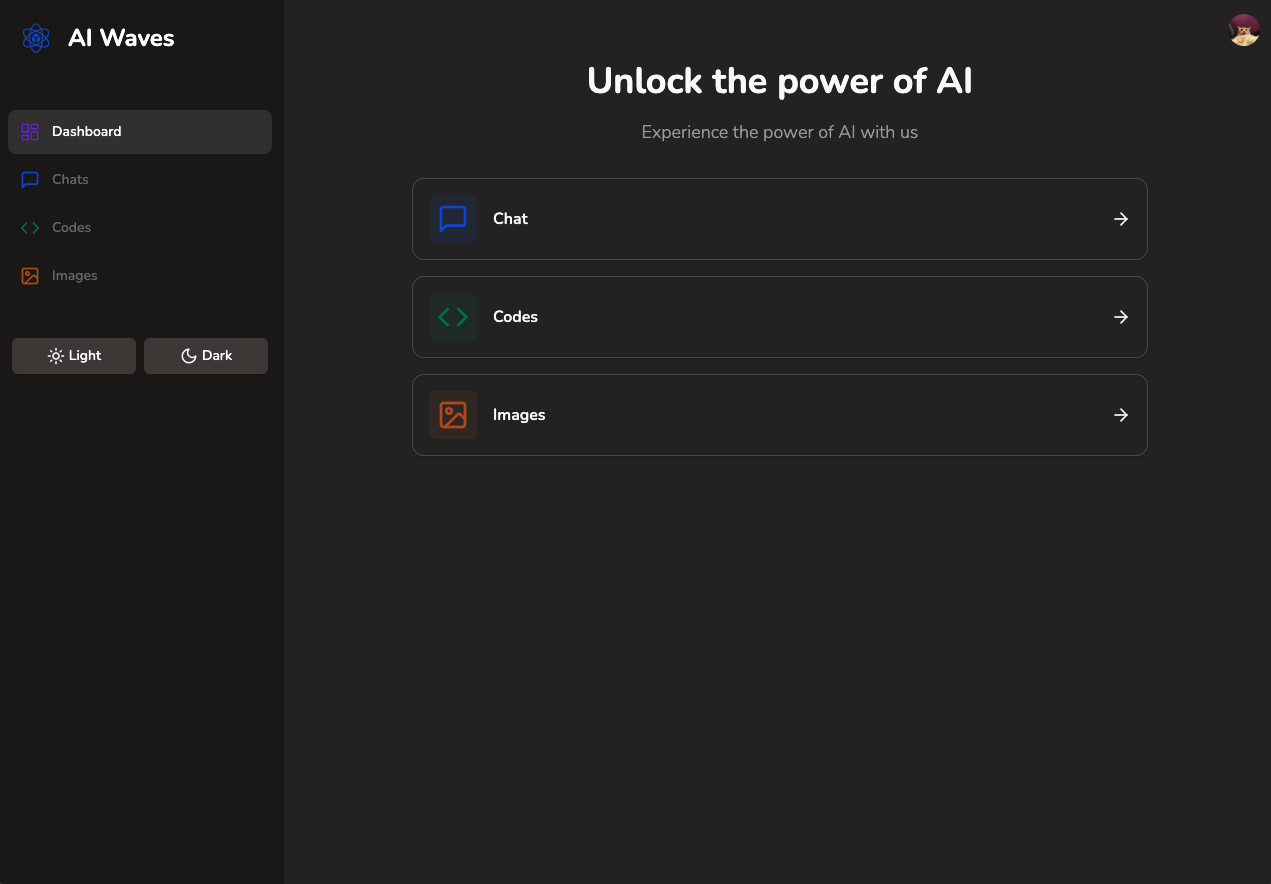 AI Waves
Dashboard
Chats
Codes
Images
Light
Dark
Unlock the power of AI
Experience the power of AI with us
Chat
Codes
Images